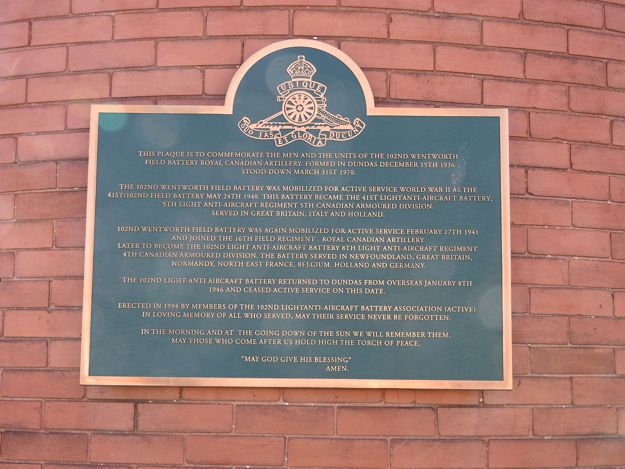 UBIQUE
QUO FAS ET GLORIA DUCUNT
THIS PLAQUE IS TO COMMEMORATE THE MEN AND THE UNITS OF THE 102ND WENTWORTH
FIELD BATTERY ROYAL CANADIAN ARTILLERY. FORMED IN DUNDAS DECEMBER 15TH 1936
STOOD DOWN MARCH 31ST 1970.
THE 102ND WENTWORTH FIELD BATTERY WAS MOBILIZED FOR ACTIVE SERVICE WORLD WAR II AS THE
41ST/102ND FIELD BATTERY MAY 24TH 1940. THIS BATTERY BECAME THE 41ST LIGHTANTI-AIRCRAFT BATTERY,
5TH LIGHT ANTI-AIRCRAFT REGIMENT 5TH CANADIAN ARMOURED DIVISION.
SERVED IN GREAT BRITAIN, ITALY AND HOLLAND.
102ND WENTWORTH FIELD BATTERY WAS AGAIN MOBILIZED FOR ACTIVE SERVICE FEBRUARY 27TH 1941
AND JOINED THE 16TH FIELD REGIMENT - ROYAL CANADIAN ARTILLERY
LATER TO BECOME THE 102ND LIGHT ANTI-AIRCRAFT BATTERY 8TH LIGHT ANTI-AIRCRAFT REGIMENT
4TH CANADIAN ARMOURED DIVISION. THE BATTERY SERVED IN NEWFOUNDLAND, GREAT BRITAIN,
NORMANDY, NORTH EAST FRANCE, BELGIUM, HOLLAND AND GERMANY.
THE 102ND LIGHT-ANTI AIRCRAFT BATTERY RETURNED TO DUNDAS FROM OVERSEAS JANUARY 8TH
1946 AND CEASED ACTIVE SERVICE ON THIS DATE.
ERECTED IN 1994 BY MEMBERS OF THE 102ND LIGHTANTI-AIRCRAFT BATTERY ASSOCIATION (ACTIVE)
IN LOVING MEMORY OF ALL WHO SERVED, MAY THEIR SERVICE NEVER BE FORGOTTEN.
IN THE MORNING AND AT THE GOING DOWN OF THE SUN WE WILL REMEMBER THEM.
MAY THOSE WHO COME AFTER US HOLD HIGH THE TORCH OF PEACE.
"MAY GOD GIVE HIS BLESSING"
AMEN.